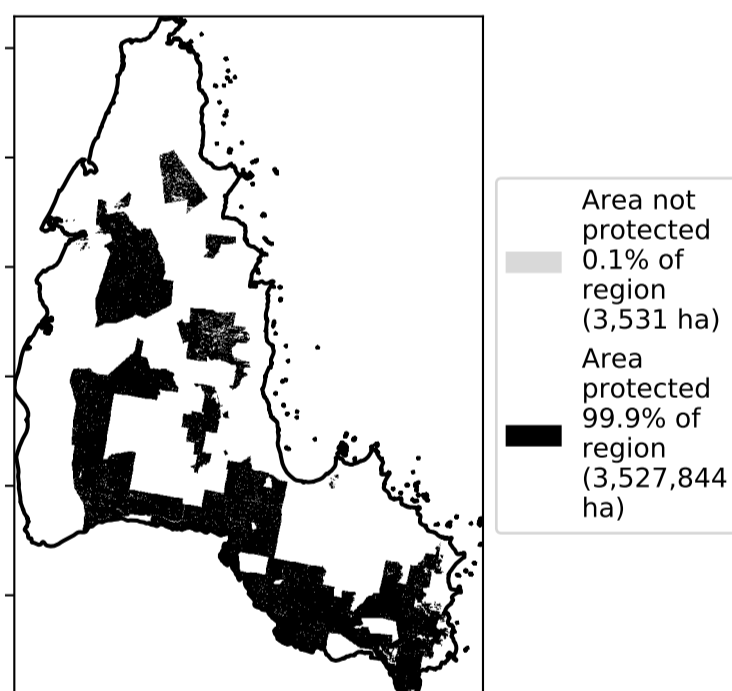 Area not
protected
0.1% of
region
(3,531 ha)
Area
protected
99.9% of
region
(3,527,844
ha)